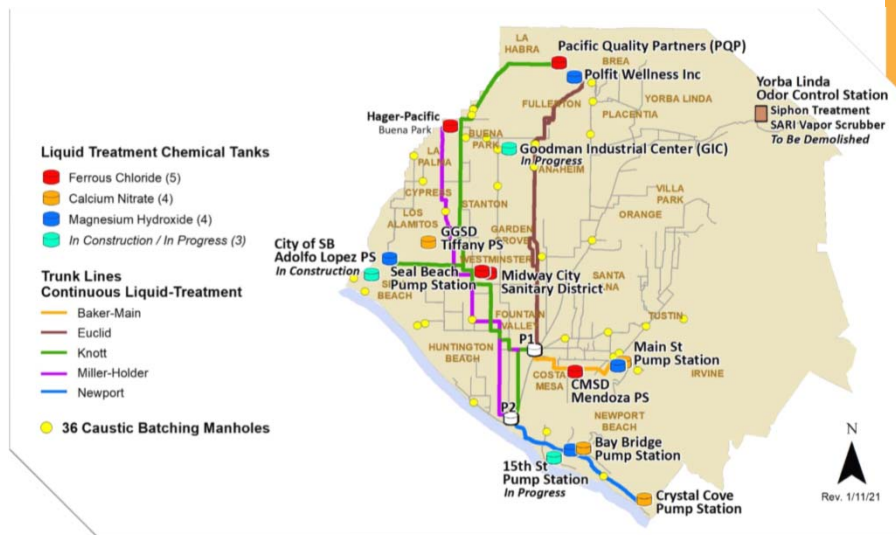 LA
HABRA
Pacific Quality Partners (PQP)
BREA
Polfit Wellness Inc
Yorba Linda
Odor Control Station
Siphon Treatment
SARI Vapor Scrubber
To Be Demolished
YORBA LINDA
FULLERTON
PLACENTIA
Hager-Pacific
Buena Park
BUENA
PARK
Goodman Industrial Center (GIC)
In Progress
ANAHEIM
LA
PALMA
CYPRESS
STANTON
VILLA
PARK
ORANGE
LOS
ALAMITOS
GARDEN
GROVE
GGSD
Tiffany PS
City of SB
Adolfo Lopez PS
In Construction
WESTMINSTER
Seal Beach
Pump Station
BEACH
Midway City
Sanitary District
SANTA
ANA
TUSTIN
FOUNTAIN
VALLEY
HUNTINGTON
BEACH
P1
Main St
Pump Station
IRVINE
COSTA
MESA
CMSD
Mendoza PS
P2
NEWPORT
BEACH
Bay Bridge
Pump Station
15th St
Pump Station
In Progress
Crystal Cove
Pump Station
Liquid Treatment Chemical Tanks
Ferrous Chloride (5)
Calcium Nitrate (4)
Magnesium Hydroxide (4)
In Construction / In Progress (3)
Trunk Lines
Continuous Liquid-Treatment
Baker-Main
Euclid
Knott
Miller-Holder
Newport
36 Caustic Batching Manholes
N
Rev. 1/11/21